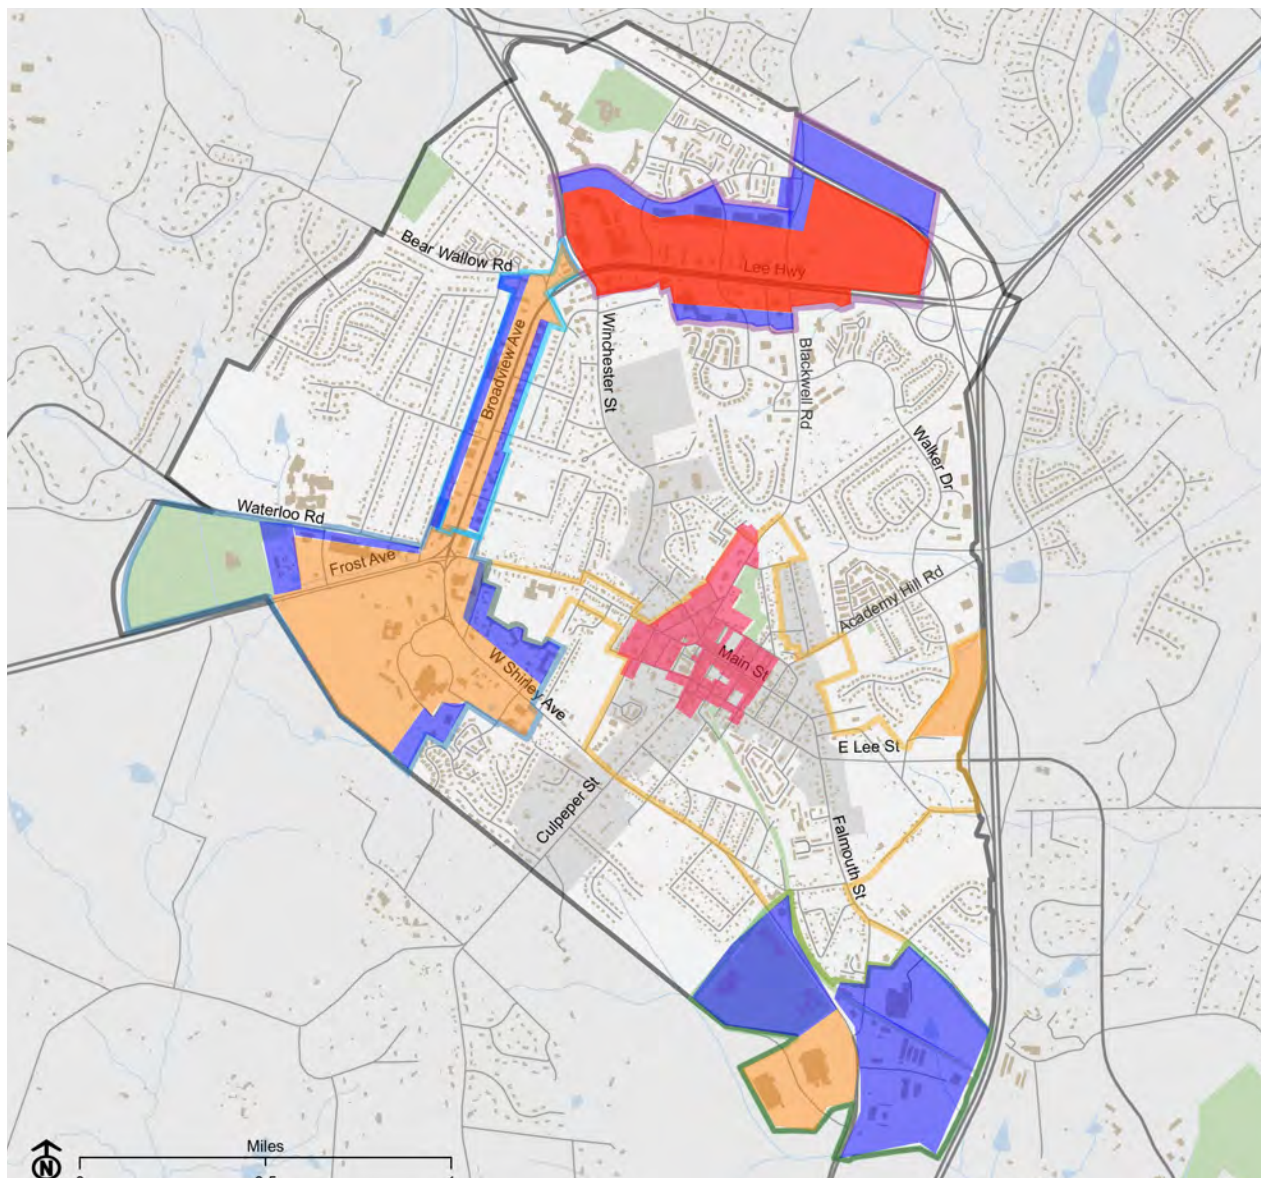 Bear Wallow Rd
Lee Hwy
Broadview Ave
Winchester St
Blackwell Rd
Walker Dr
Waterloo Rd
Frost Ave
Academy Hill Rd
Main St
W Shirley Ave
E Lee St
Culpeper St
Falmouth St
N
Miles